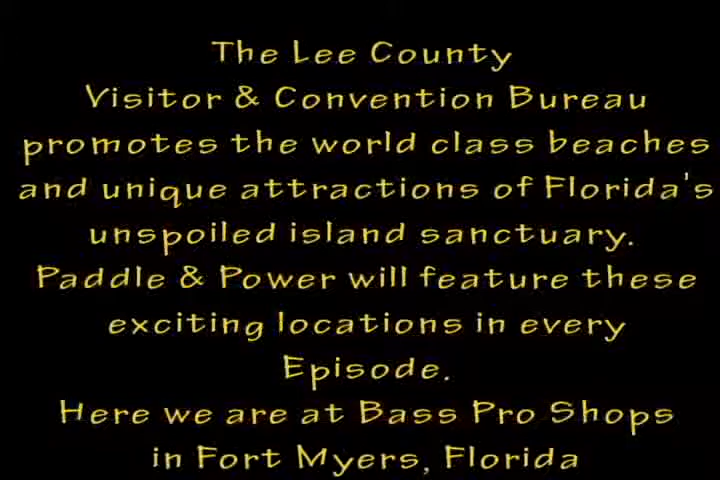 The Lee County
Visitor & Convention Bureau
promotes the world class beaches
and unique attractions of Florida's
unspoiled island sanctuary.
Paddle & Power will feature these
exciting locations in every
Episode.
Here we are at Bass Pro Shops
in Fort Myers, Florida